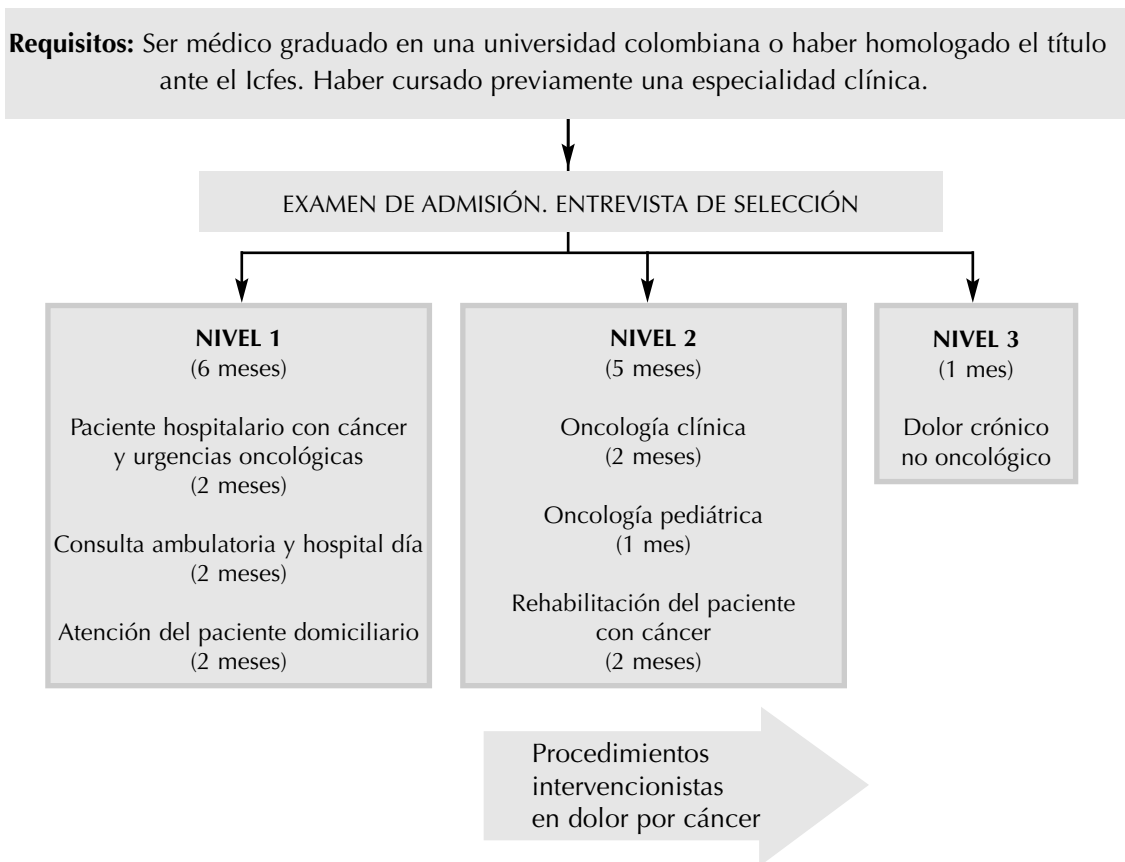 Requisitos: Ser médico graduado en una universidad colombiana o haber homologado el título
ante el Icfes. Haber cursado previamente una especialidad clínica.
EXAMEN DE ADMISIÓN. ENTREVISTA DE SELECCIÓN
NIVEL 1
(6 meses)
Paciente hospitalario con cáncer
y urgencias oncológicas
(2 meses)
Consulta ambulatoria y hospital día
(2 meses)
Atención del paciente domiciliario
(2 meses)
NIVEL 2
(5 meses)
Oncología clínica
(2 meses)
Oncología pediátrica
(1 mes)
Rehabilitación del paciente
con cáncer
(2 meses)
NIVEL 3
(1 mes)
Dolor crónico
no oncológico
Procedimientos
intervencionistas
en dolor por cáncer